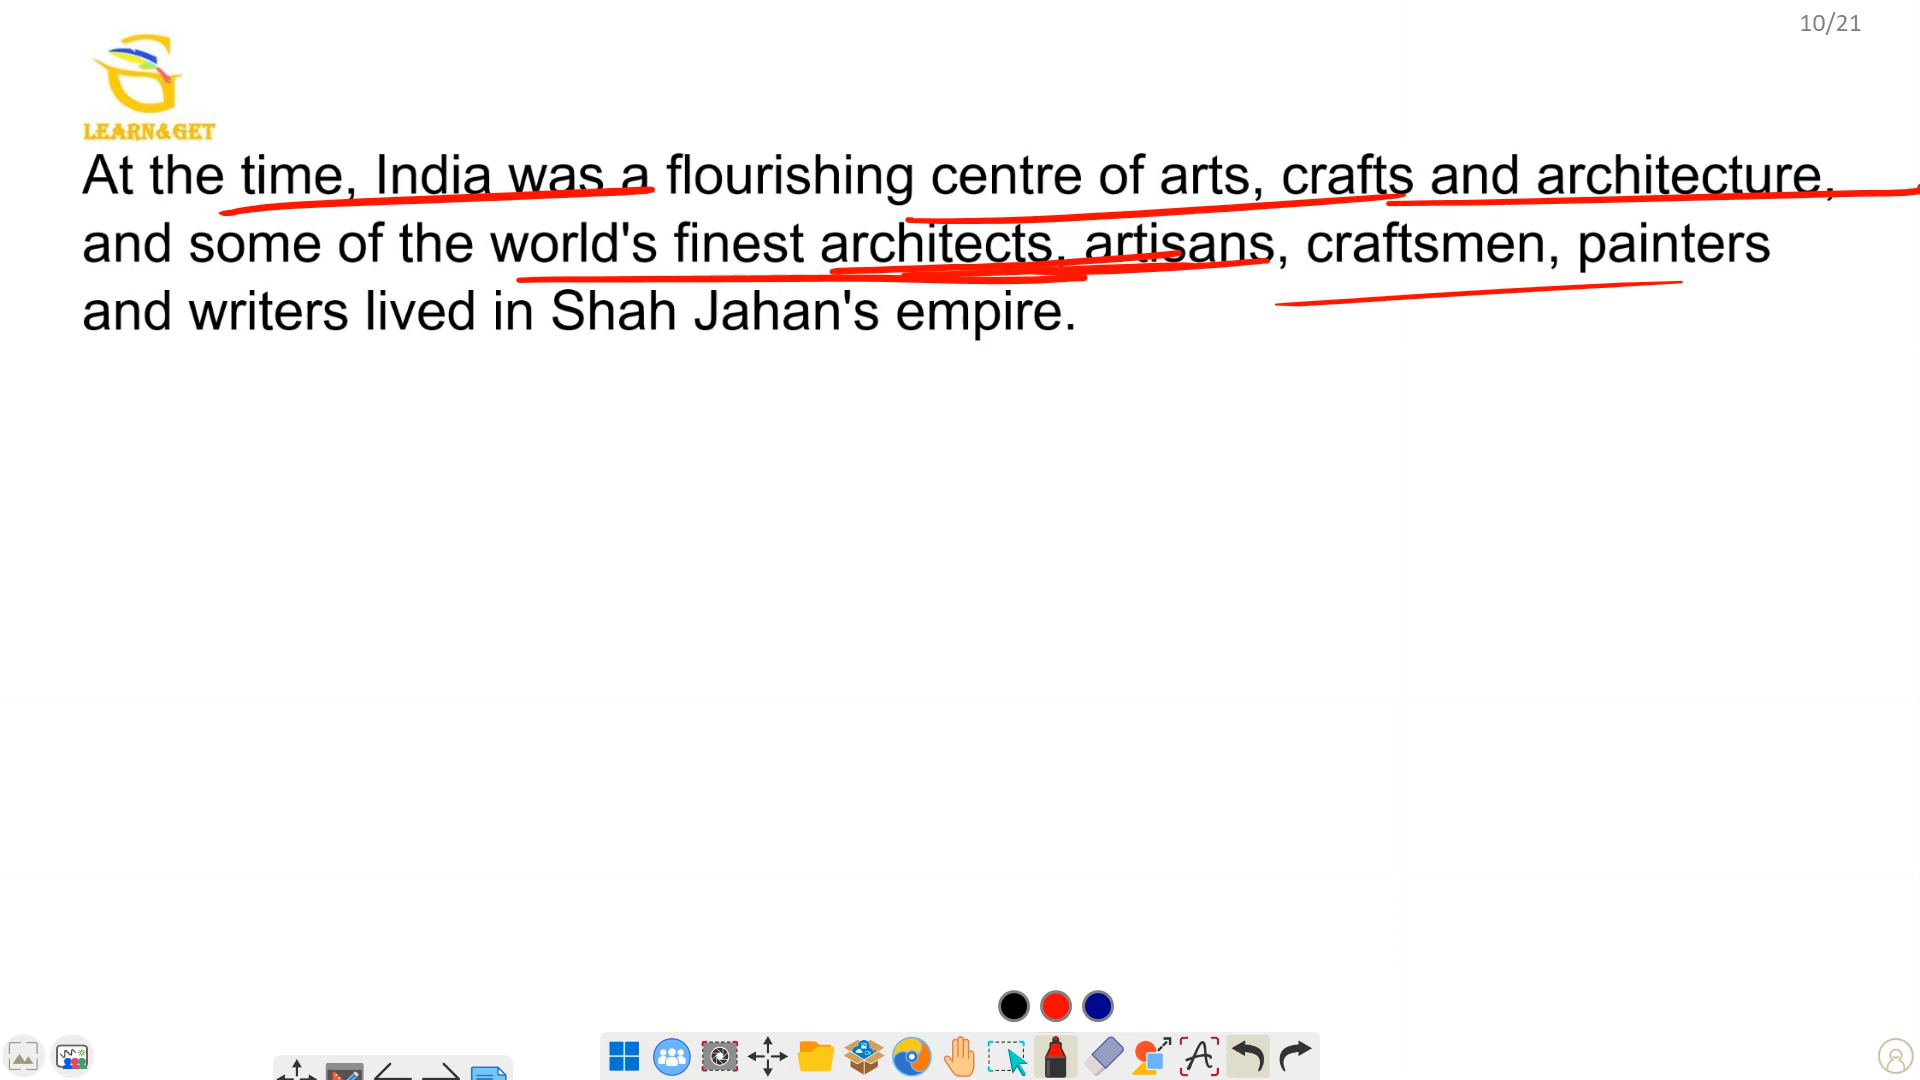 10/21
LEARN&GET
At the time, India was a flourishing centre of arts, crafts and architecture,
and some of the world's finest architects, artisans, craftsmen, painters
and writers lived in Shah Jahan's empire.